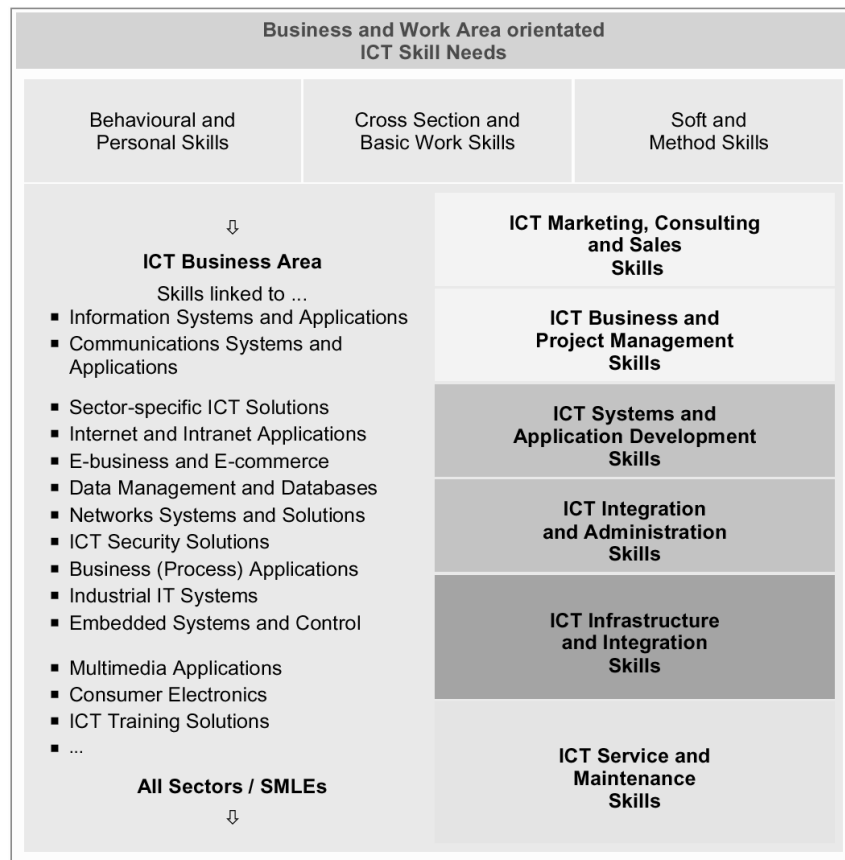 Business and Work Area orientated
ICT Skill Needs
Behavioural and
Personal Skills
Cross Section and
Basic Work Skills
Soft and
Method Skills
⇩
ICT Business Area
Skills linked to ...
▪ Information Systems and Applications
▪ Communications Systems and
Applications
▪ Sector-specific ICT Solutions
▪ Internet and Intranet Applications
▪ E-business and E-commerce
▪ Data Management and Databases
▪ Networks Systems and Solutions
▪ ICT Security Solutions
▪ Business (Process) Applications
▪ Industrial IT Systems
▪ Embedded Systems and Control
▪ Multimedia Applications
▪ Consumer Electronics
▪ ICT Training Solutions
▪ ...
All Sectors / SMLEs
⇩
ICT Marketing, Consulting
and Sales
Skills
ICT Business and
Project Management
Skills
ICT Systems and
Application Development
Skills
ICT Integration
and Administration
Skills
ICT Infrastructure
and Integration
Skills
ICT Service and
Maintenance
Skills